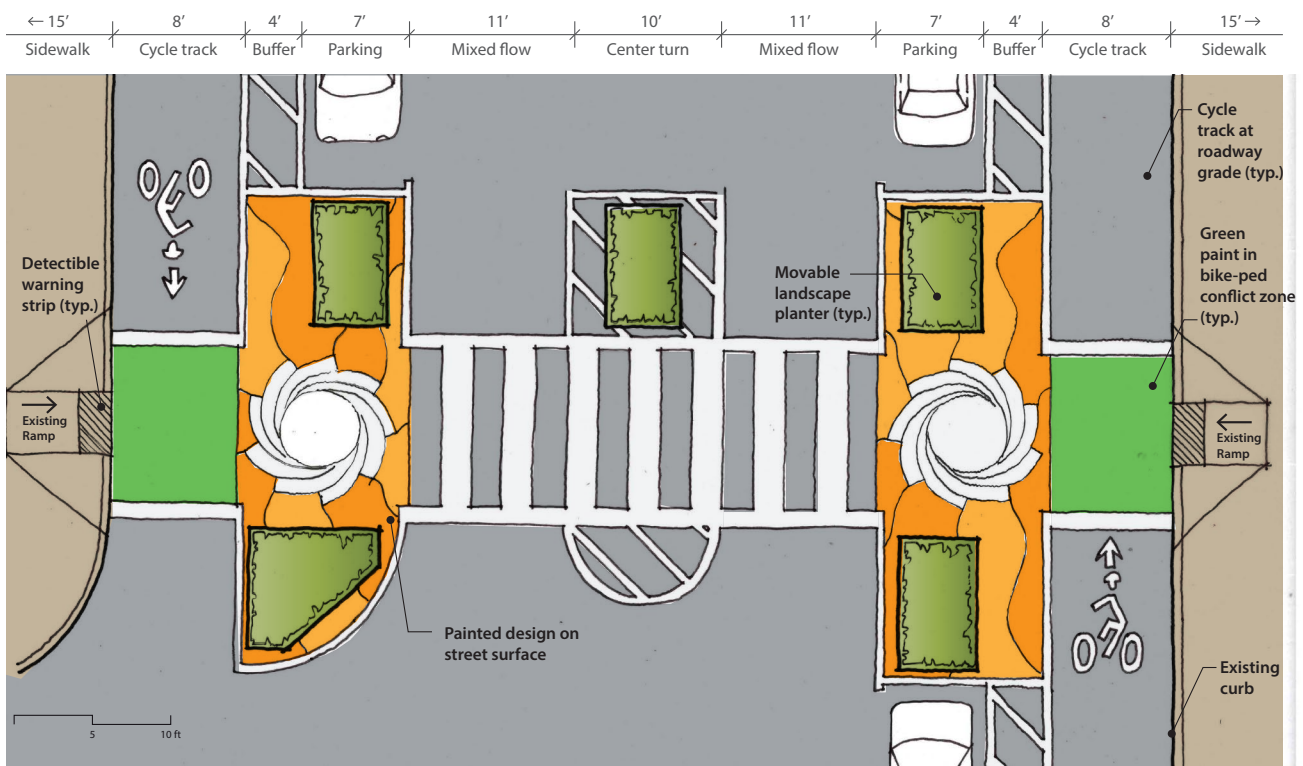 ← 15′ 8′ 4′ 7′ 11′ 10′ 11′ 7′ 4′ 8′ 15′ →
Sidewalk Cycle track Buffer Parking Mixed flow Center turn Mixed flow Parking Buffer Cycle track Sidewalk
Cycle
track at
roadway
grade (typ.)
Green
paint in
bike-ped
conflict zone
(typ.)
Detectible
warning
strip (typ.)
Movable
landscape
planter (typ.)
Existing
Ramp
Existing
Ramp
Painted design on
street surface
Existing
curb
5 10 ft